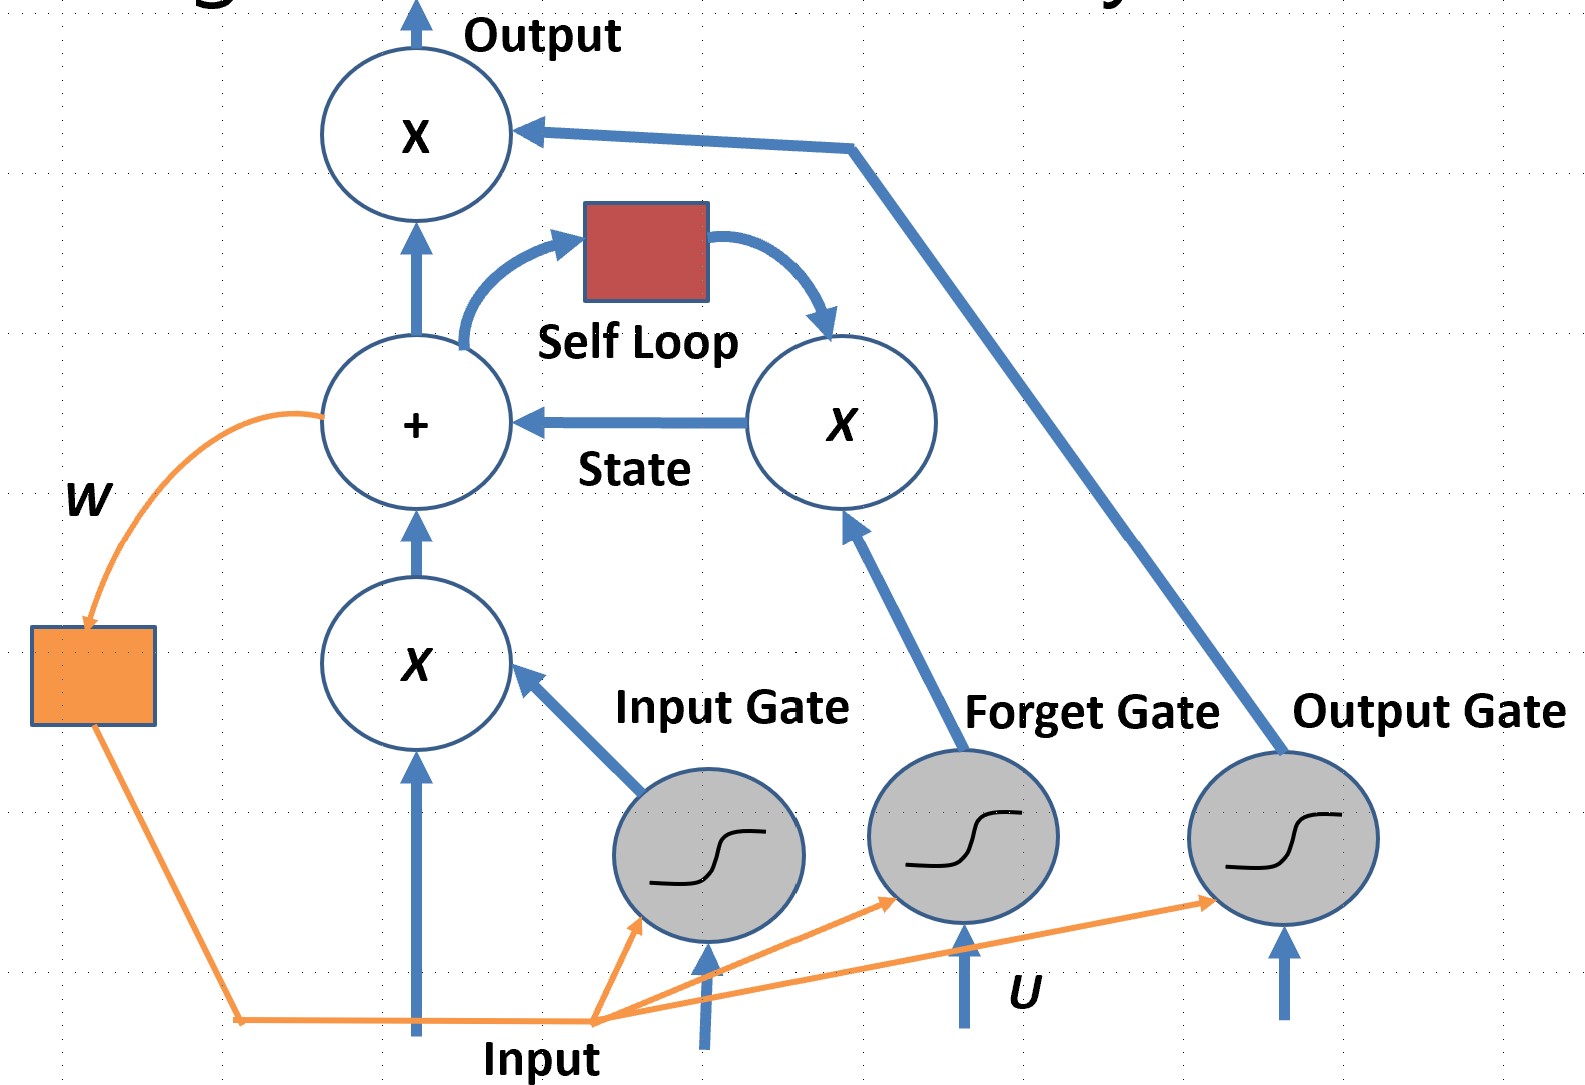 Output
X
Self Loop
+
X
State
W
X
Input Gate
Forget Gate
Output Gate
U
Input